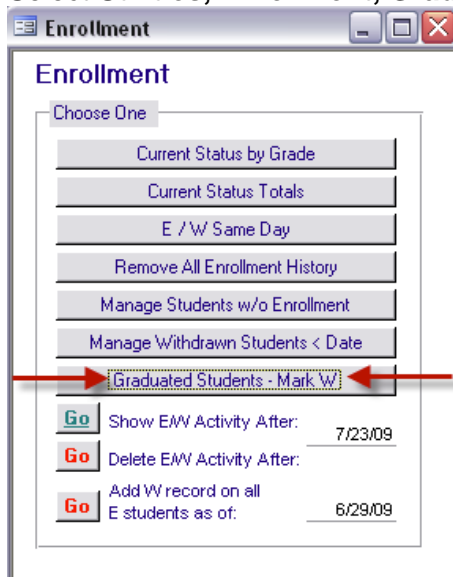 Enrollment
Enrollment
Choose One
Current Status by Grade
Current Status Totals
E / W Same Day
Remove All Enrollment History
Manage Students w/o Enrollment
Manage Withdrawn Students < Date
Graduated Students - Mark W
Go Show E/W Activity After: 7/23/09
Go Delete E/W Activity After:
Add W record on all
Go E students as of: 6/29/09